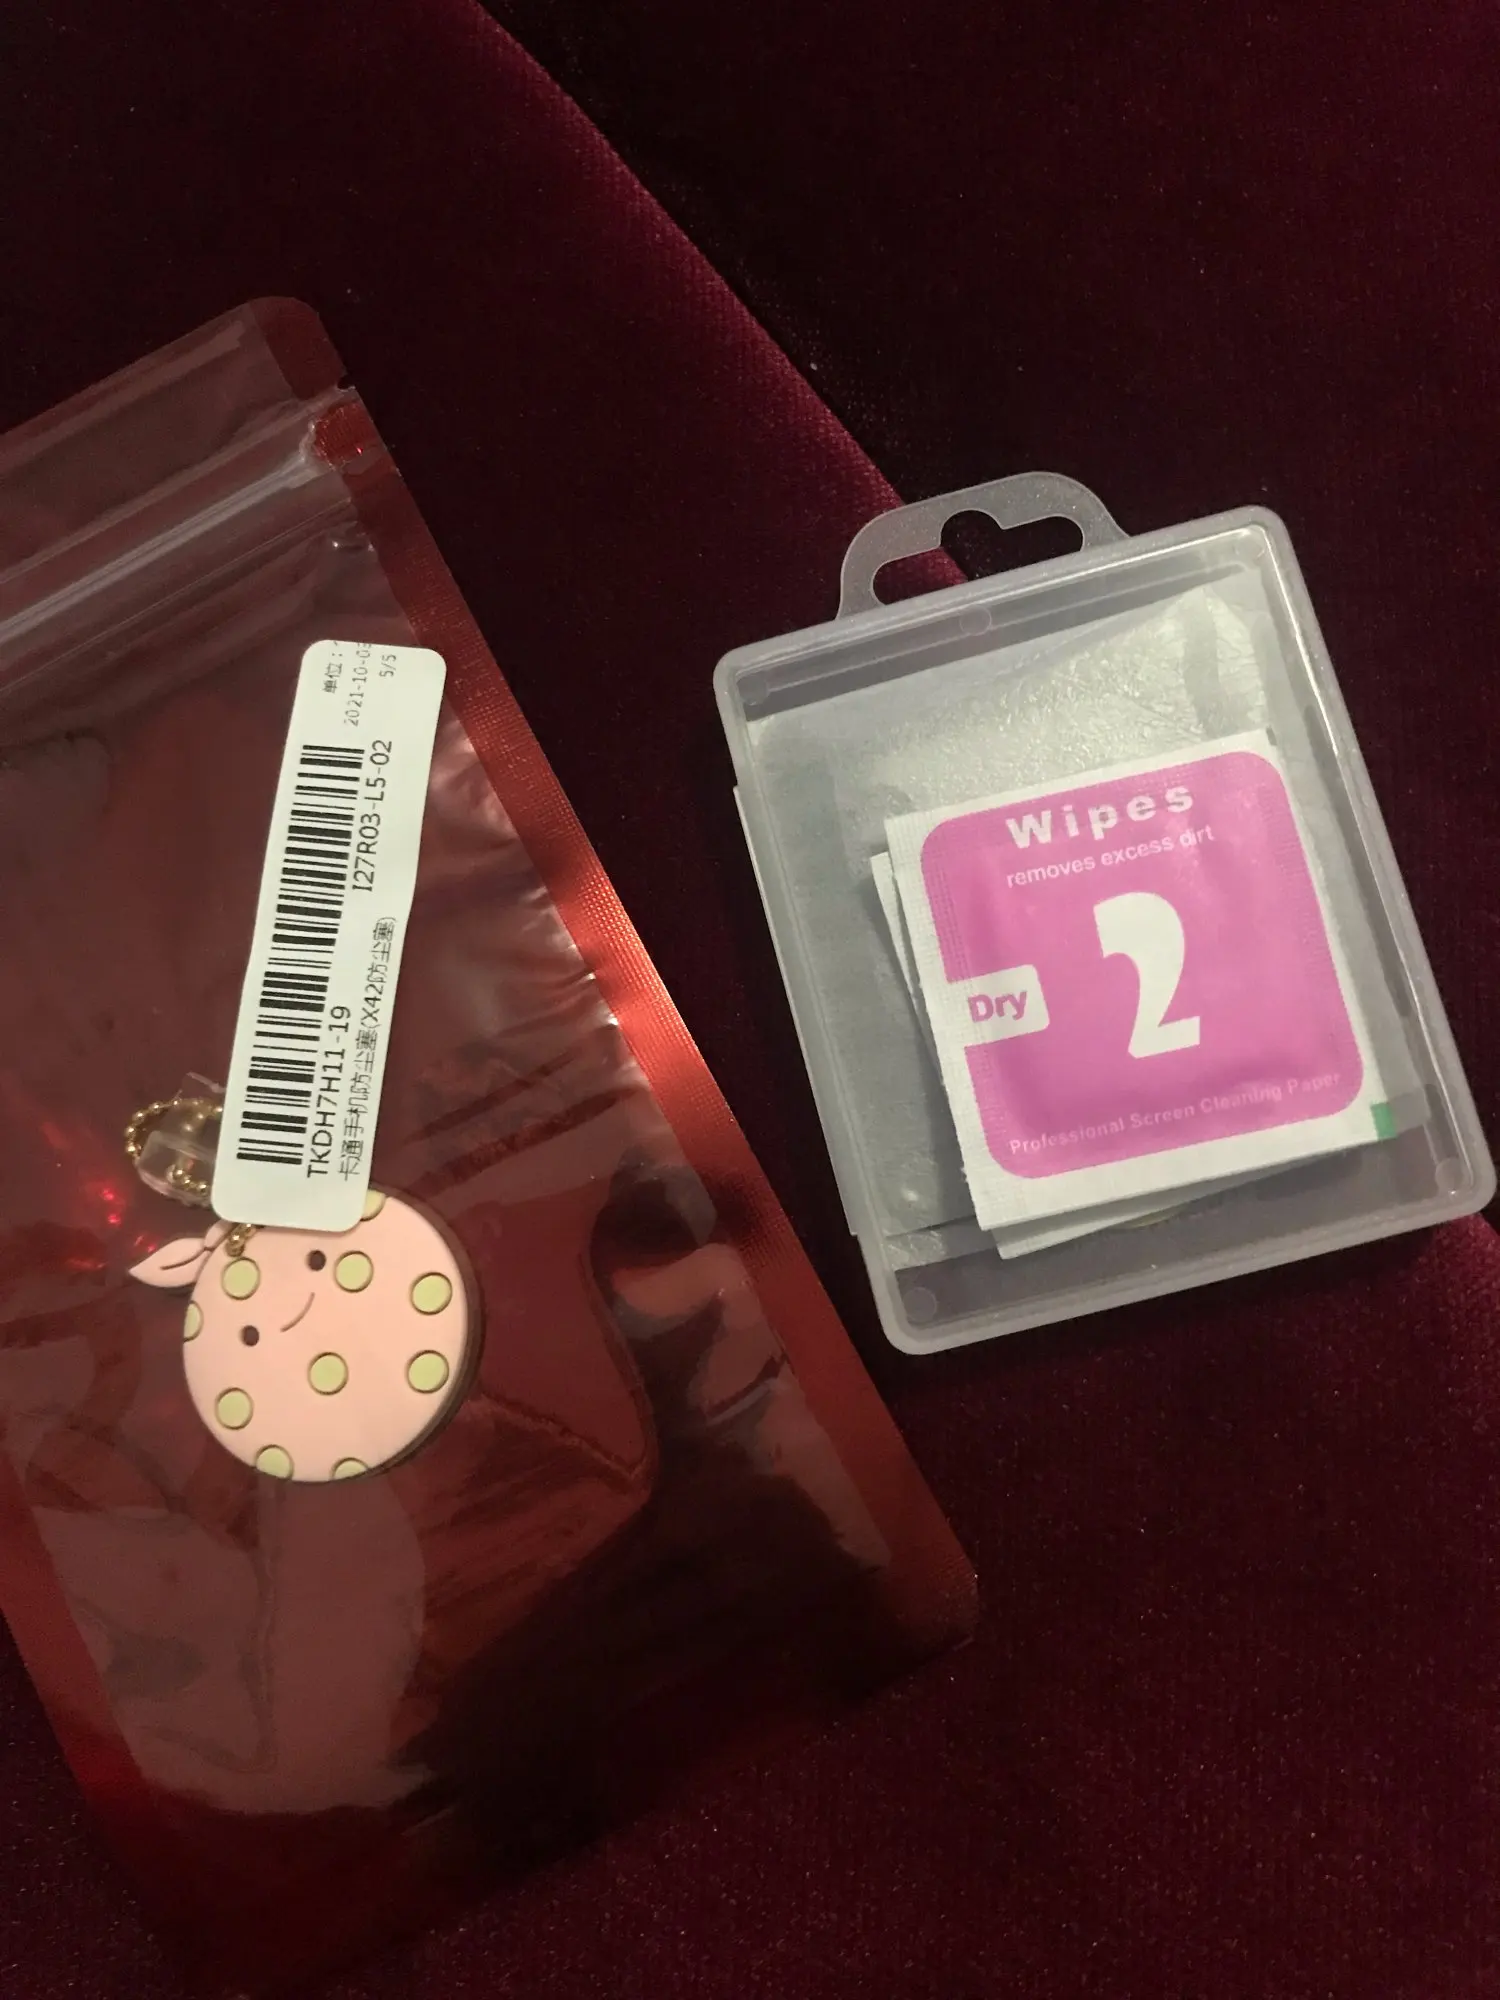 单位：
2021-10-03
5/5
I27R03-L5-02
TKDH7H11-19
卡通手机防尘塞(X42防尘塞)
Wipes
removes excess dirt
2
Dry
Professional Screen Cleaning Paper